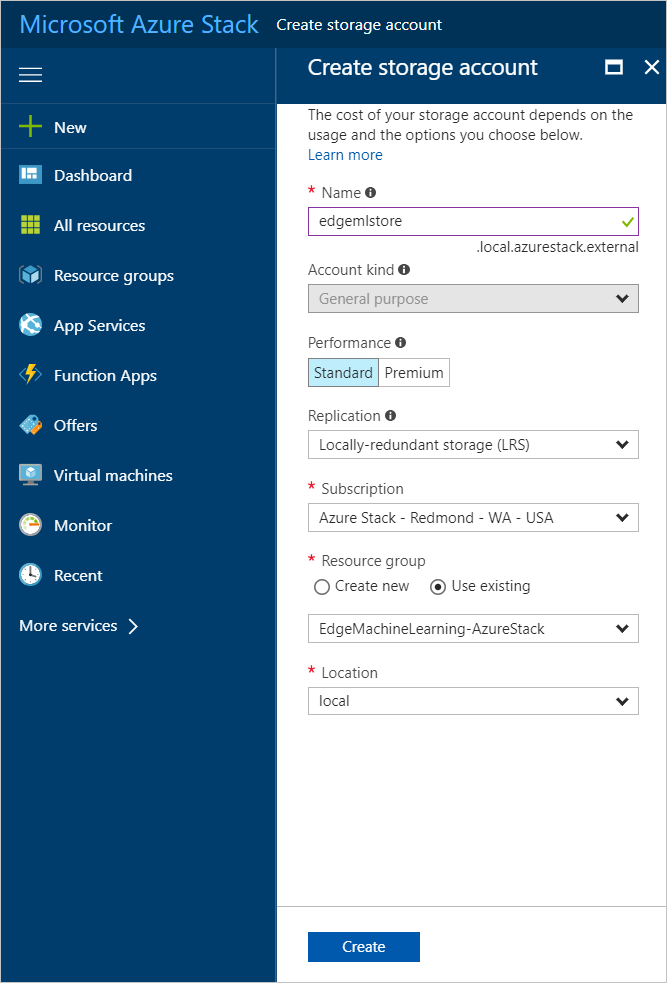 Microsoft Azure Stack Create storage account
New
Dashboard
All resources
Resource groups
App Services
Function Apps
Offers
Virtual machines
Monitor
Recent
More services
Create storage account
The cost of your storage account depends on the
usage and the options you choose below.
Learn more
* Name
edgemlstore
.local.azurestack.external
Account kind
General purpose
Performance
Standard Premium
Replication
Locally-redundant storage (LRS)
* Subscription
Azure Stack - Redmond - WA - USA
* Resource group
Create new Use existing
EdgeMachineLearning-AzureStack
* Location
local
Create